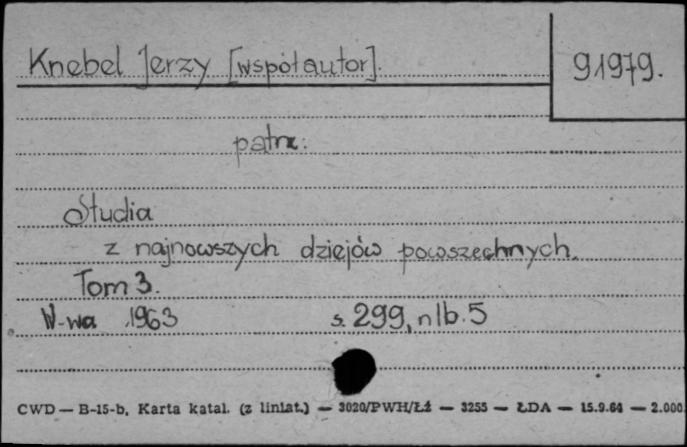 Knebel Jerzy [współautor].
91979.
patrz:
Studia
z najnowszych dziejów powszechnych.
Tom 3.
W-wa 1963 s. 299, nlb. 5
CWD — B-15-b, Karta katal. (z liniat.) — 3020/PWH/Łź — 3255 — ŁDA — 15.9.64 — 2.000.